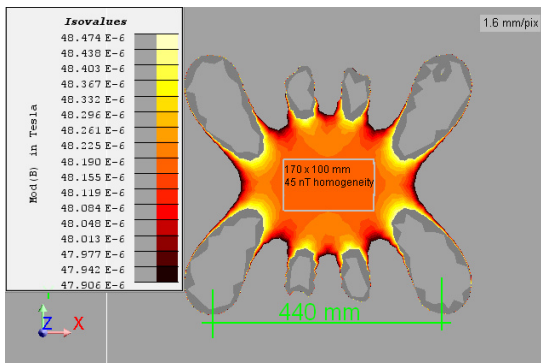 Isovalues
48.474 E-6
48.438 E-6
48.403 E-6
48.367 E-6
48.332 E-6
48.296 E-6
48.261 E-6
48.225 E-6
48.190 E-6
48.155 E-6
48.119 E-6
48.084 E-6
48.048 E-6
48.013 E-6
47.977 E-6
47.942 E-6
47.906 E-6
Mod(B) in Tesla
1.6 mm/pix
170 x 100 mm
45 nT homogeneity
440 mm
Z
X